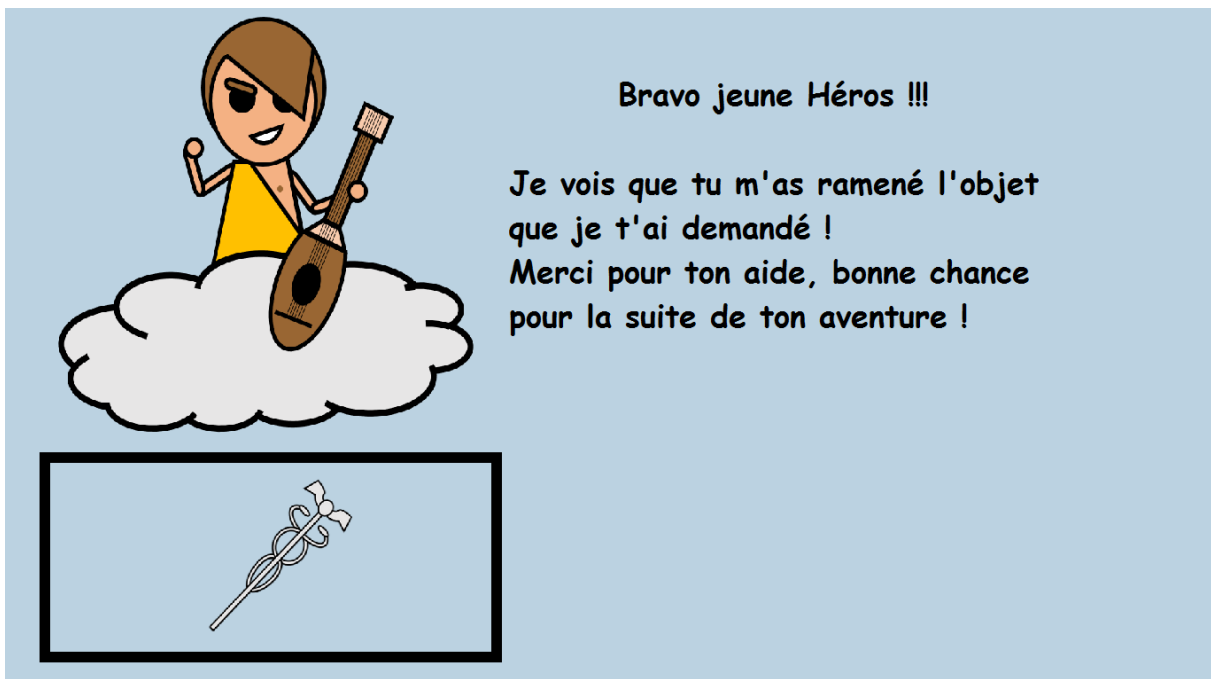 Bravo jeune Héros !!!
Je vois que tu m'as ramené l'objet
que je t'ai demandé !
Merci pour ton aide, bonne chance
pour la suite de ton aventure !